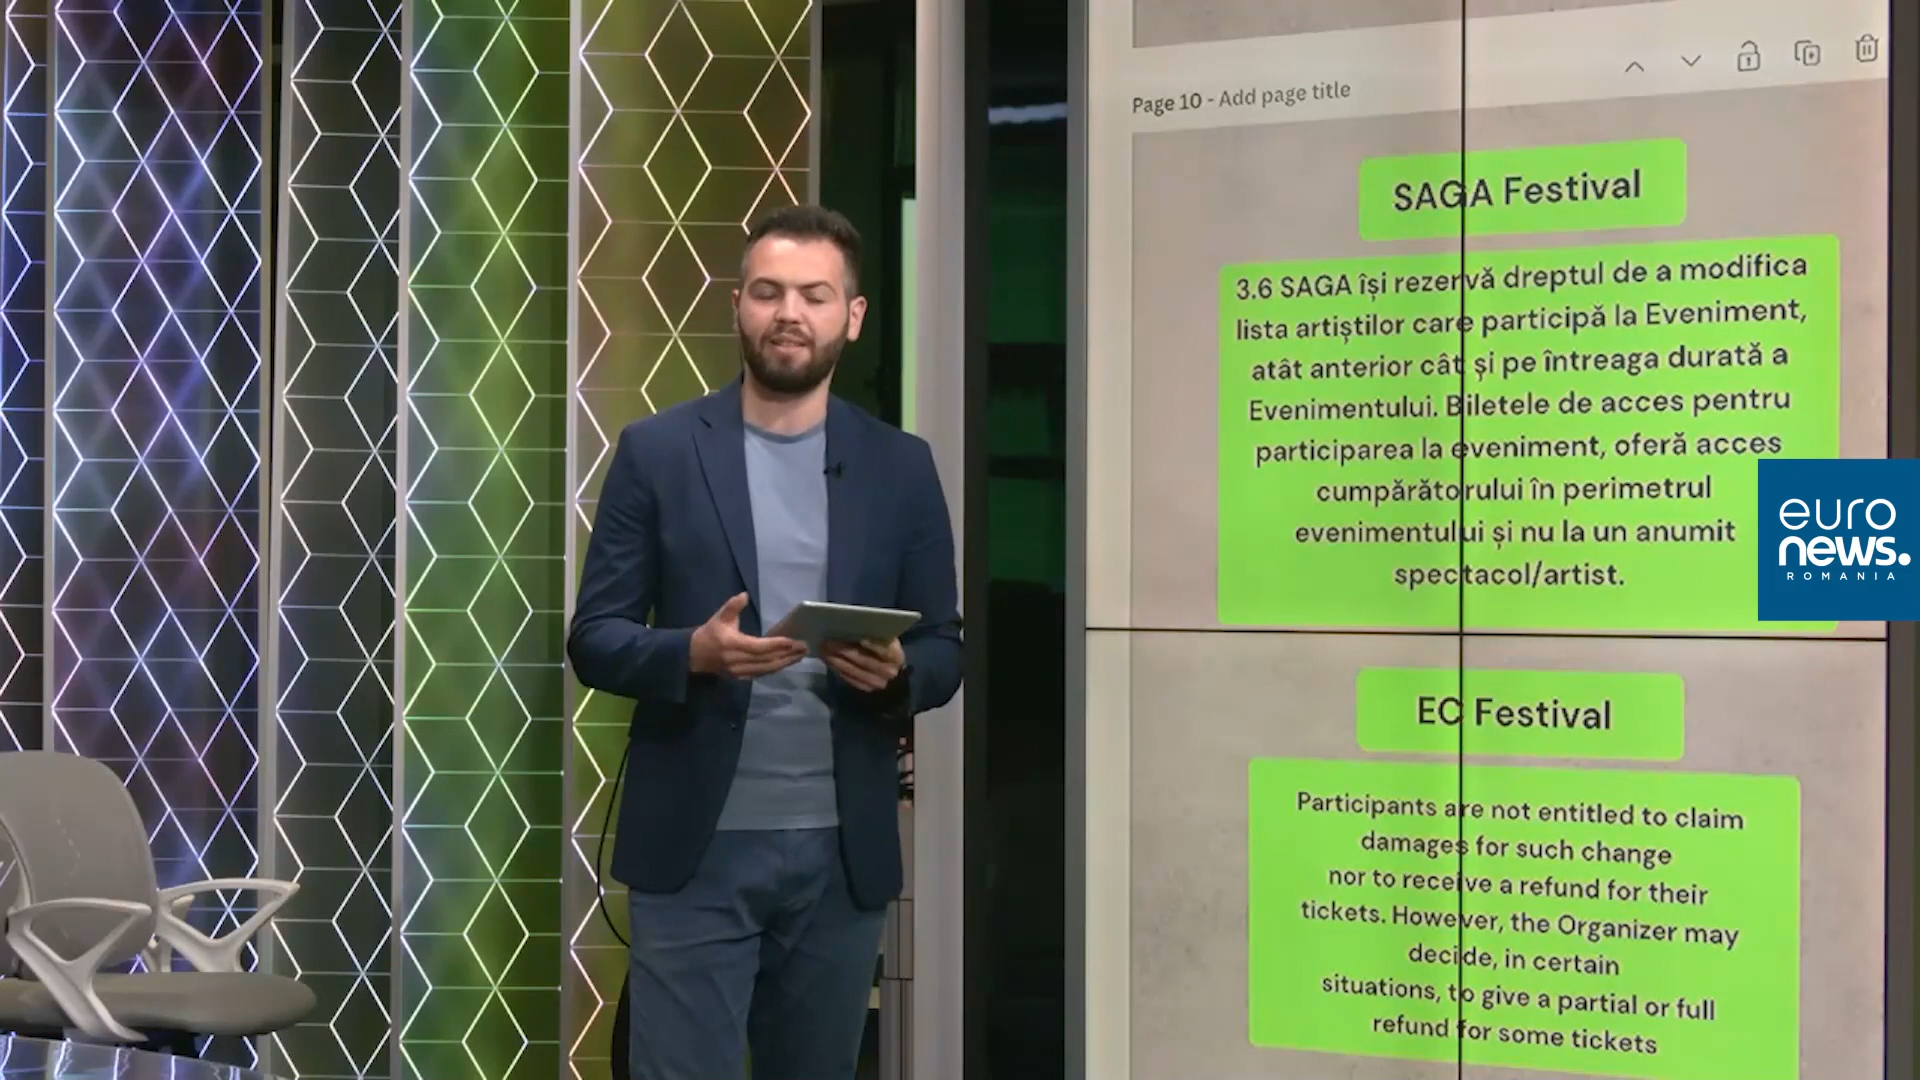 Page 10 - Add page title
SAGA Festival
3.6 SAGA își rezervă dreptul de a modifica
lista artiștilor care participă la Eveniment,
atât anterior cât și pe întreaga durată a
Evenimentului. Biletele de acces pentru
participarea la eveniment, oferă acces
cumpărătorului în perimetrul
evenimentului și nu la un anumit
spectacol/artist.
euro
news.
ROMANIA
EC Festival
Participants are not entitled to claim
damages for such change
nor to receive a refund for their
tickets. However, the Organizer may
decide, in certain
situations, to give a partial or full
refund for some tickets